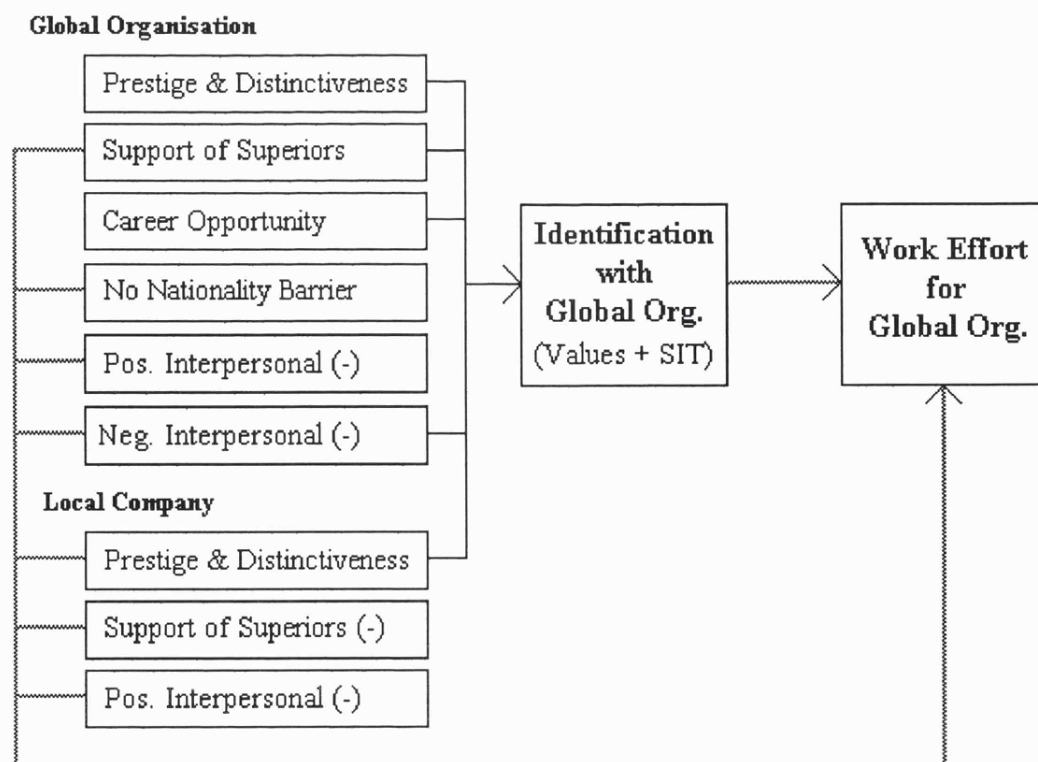 Global Organisation
Prestige & Distinctiveness
Support of Superiors
Career Opportunity
No Nationality Barrier
Pos. Interpersonal (-)
Neg. Interpersonal (-)
Local Company
Prestige & Distinctiveness
Support of Superiors (-)
Pos. Interpersonal (-)
Identification
with
Global Org.
(Values + SIT)
Work Effort
for
Global Org.